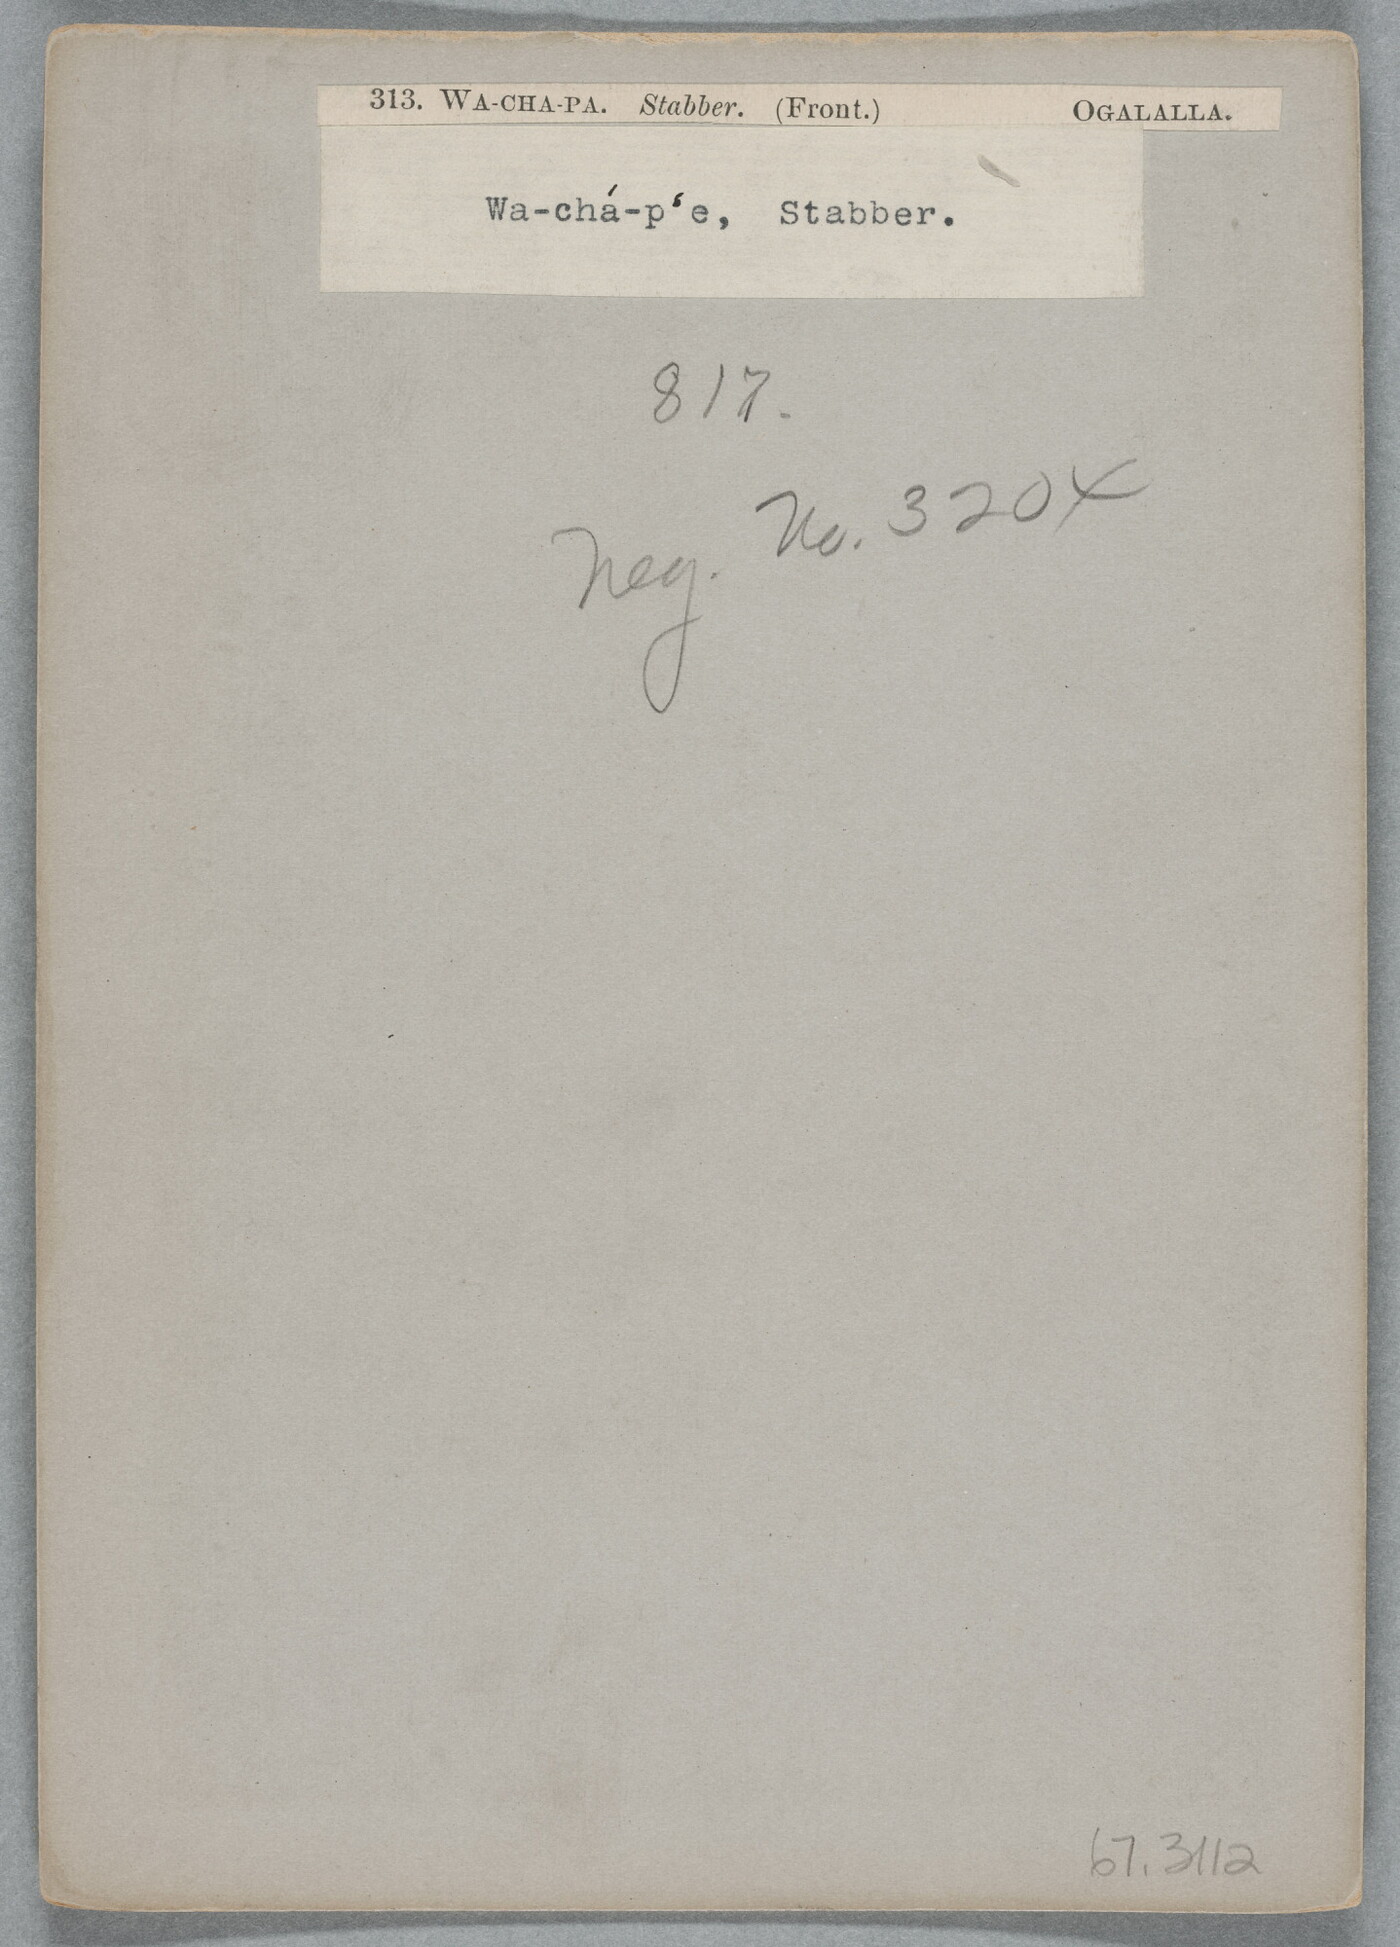 313. WA-CHA-PA. Stabber. (Front.) OGALALLA.
Wa-chá-p‘e, Stabber.
817.
Neg. No. 3204
67.3112